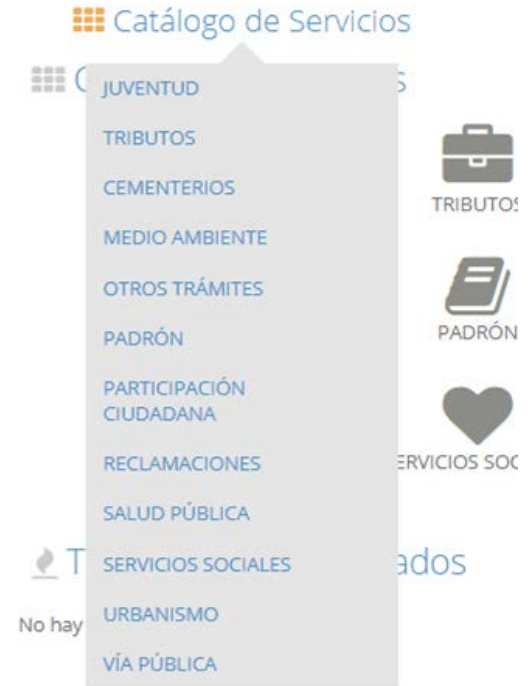 Catálogo de Servicios
JUVENTUD
TRIBUTOS
CEMENTERIOS
MEDIO AMBIENTE
OTROS TRÁMITES
PADRÓN
PARTICIPACIÓN
CIUDADANA
RECLAMACIONES
SALUD PÚBLICA
SERVICIOS SOCIALES
URBANISMO
VÍA PÚBLICA
TRIBUTOS
PADRÓN
No hay